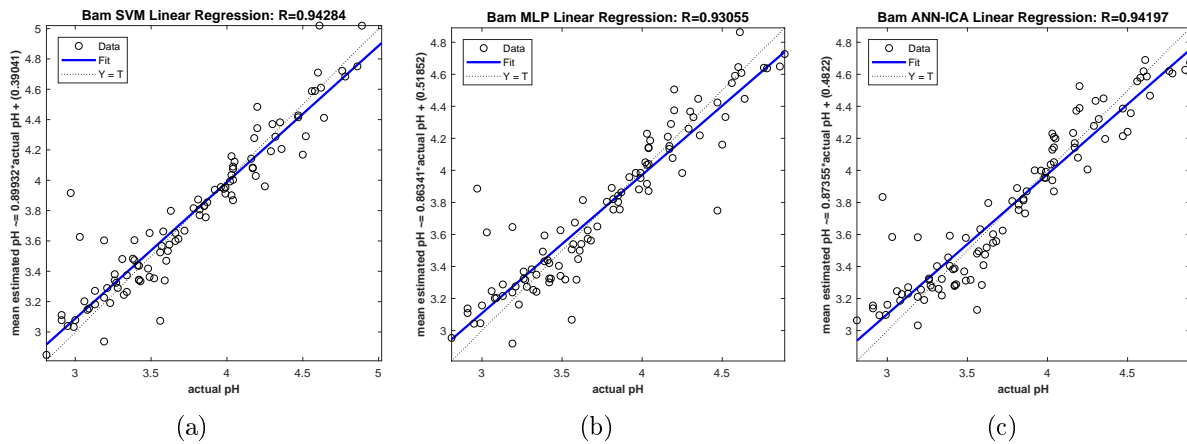 Bam SVM Linear Regression: R=0.94284
Data
Fit
Y = T
mean estimated pH ~= 0.89932*actual pH + (0.39041)
5
4.8
4.6
4.4
4.2
4
3.8
3.6
3.4
3.2
3
3
3.5
4
4.5
5
actual pH
(a)
Bam MLP Linear Regression: R=0.93055
Data
Fit
Y = T
mean estimated pH ~= 0.86341*actual pH + (0.51852)
4.8
4.6
4.4
4.2
4
3.8
3.6
3.4
3.2
3
3
3.5
4
4.5
actual pH
(b)
Bam ANN-ICA Linear Regression: R=0.94197
Data
Fit
Y = T
mean estimated pH ~= 0.87355*actual pH + (0.4822)
4.8
4.6
4.4
4.2
4
3.8
3.6
3.4
3.2
3
3
3.5
4
4.5
actual pH
(c)